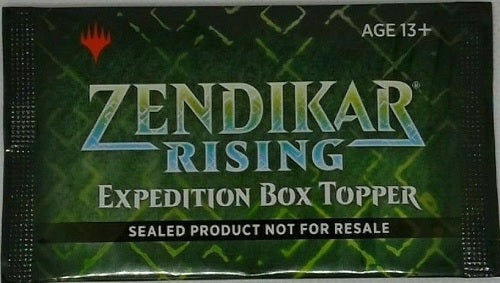 AGE 13+
ZENDIKAR®
RISING
EXPEDITION BOX TOPPER
SEALED PRODUCT NOT FOR RESALE